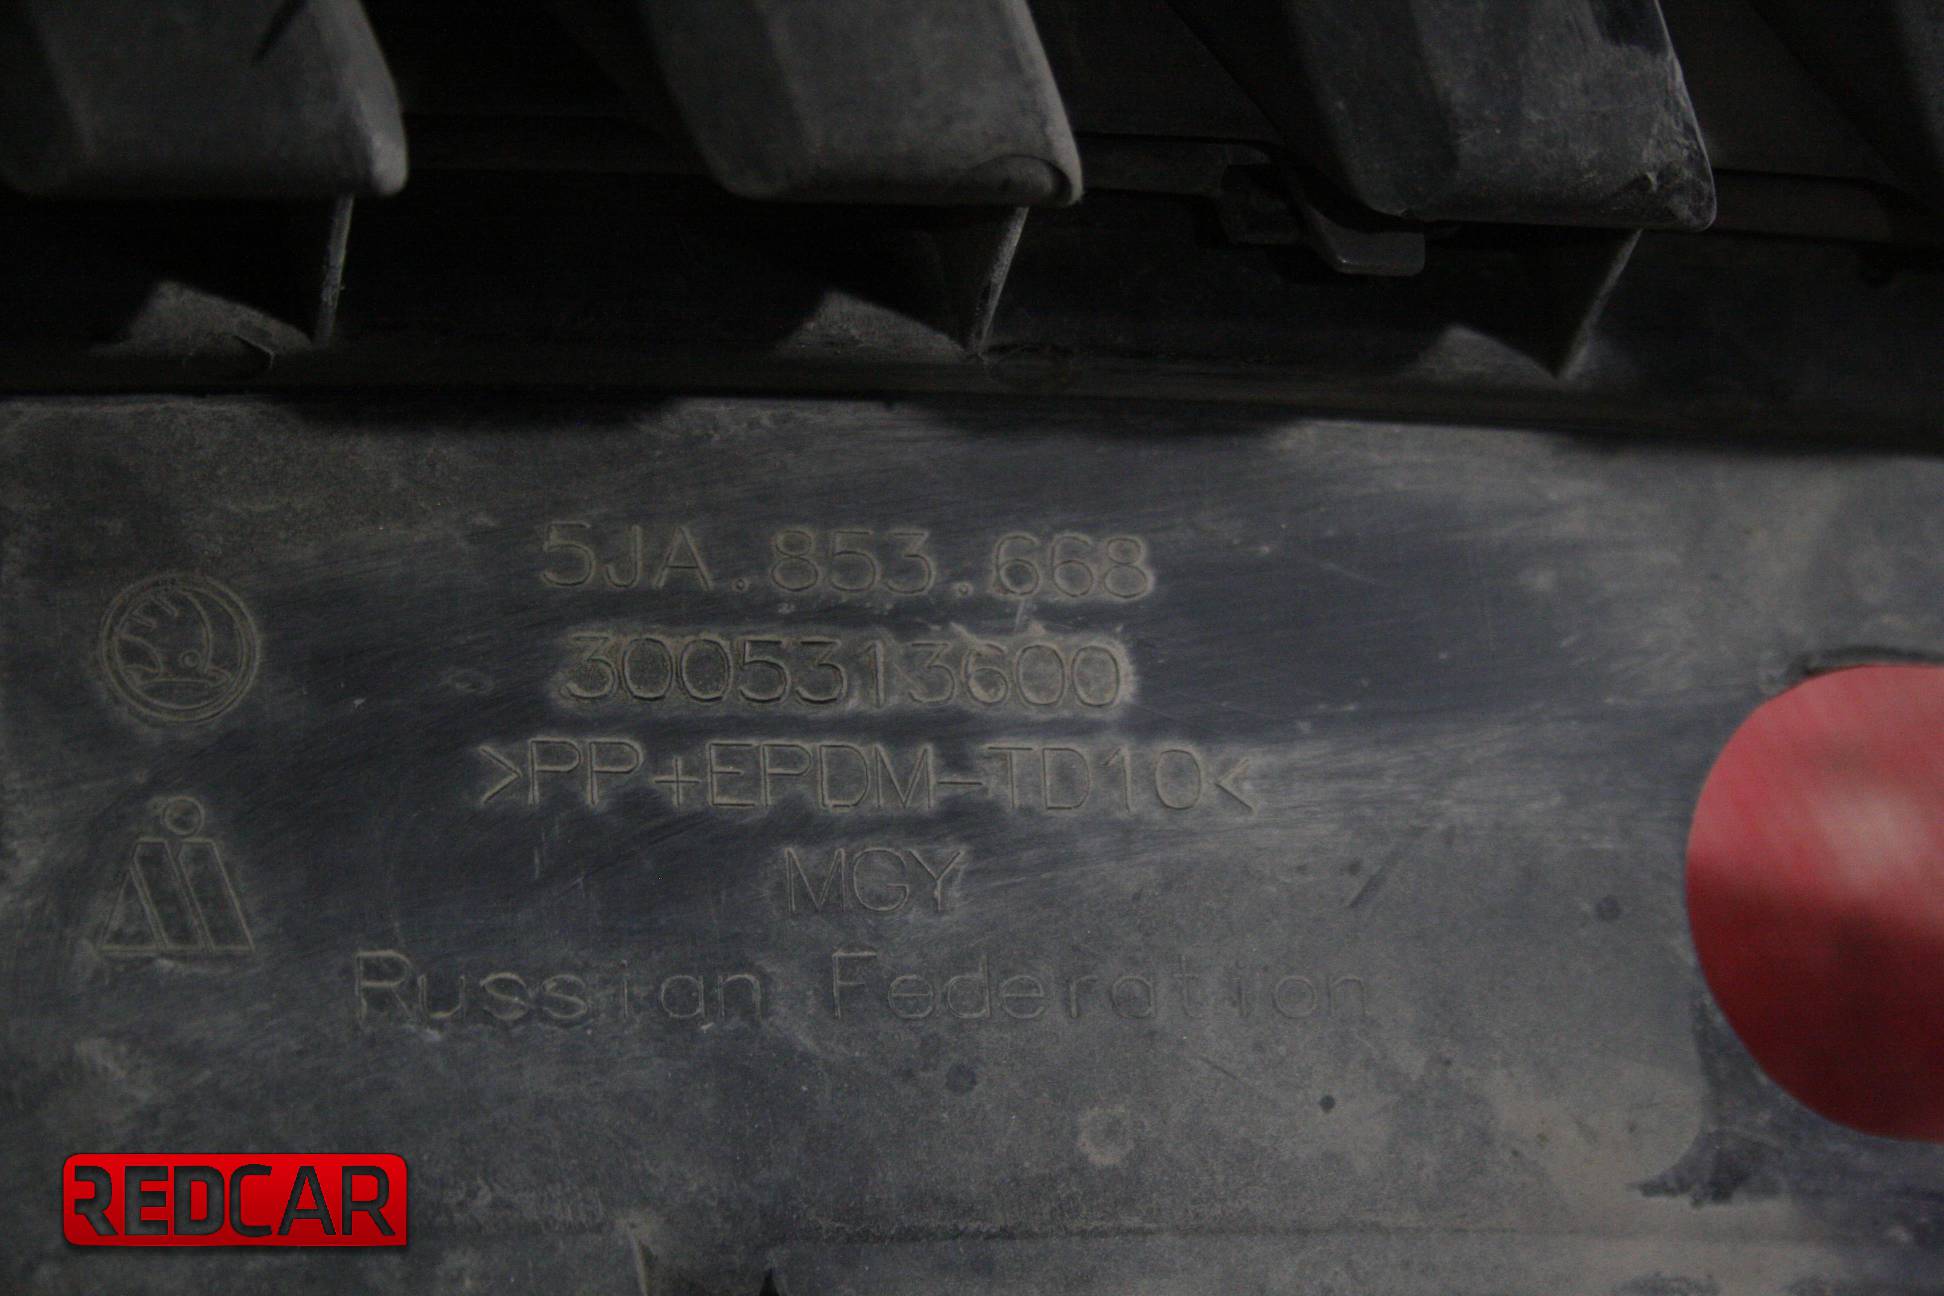 5JA.853.668
3005313600
>PP+EPDM-TD10<
MGY
Russian Federation
REDCAR